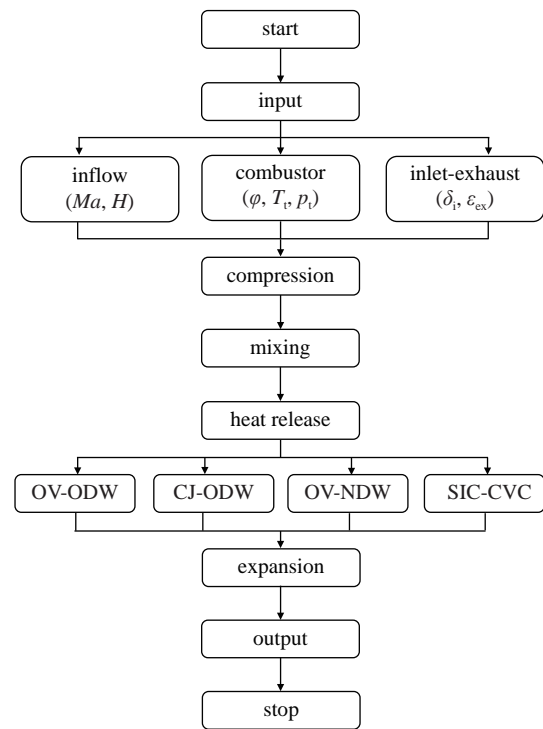 start
input
inflow
(Ma, H)
combustor
(φ, Tt, pt)
inlet-exhaust
(δi, εex)
compression
mixing
heat release
OV-ODW
CJ-ODW
OV-NDW
SIC-CVC
expansion
output
stop